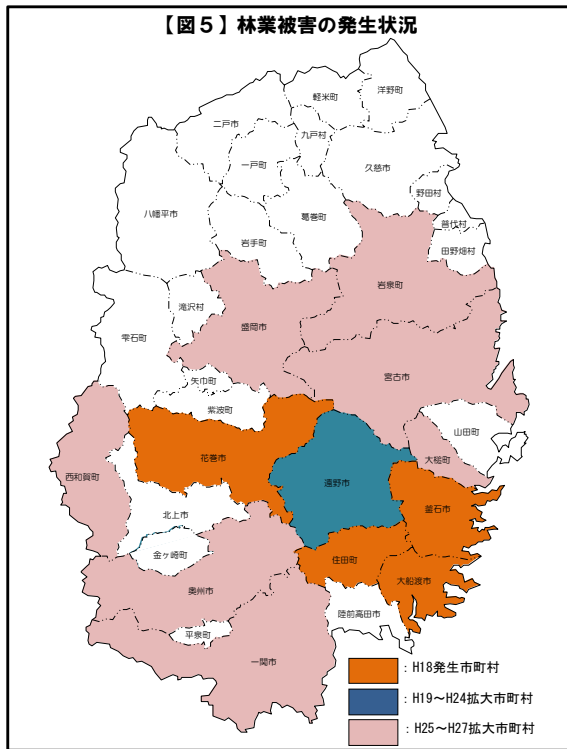 【図５】林業被害の発生状況
洋野町
軽米町
二戸市
九戸村
一戸町
久慈市
野田村
八幡平市
葛巻町
普代村
岩手町
田野畑村
岩泉町
滝沢村
盛岡市
雫石町
宮古市
矢巾町
紫波町
山田町
花巻市
大槌町
西和賀町
遠野市
釜石市
北上市
金ヶ崎町
住田町
大船渡市
奥州市
陸前高田市
平泉町
一関市
：H18発生市町村
：H19～H24拡大市町村
：H25～H27拡大市町村